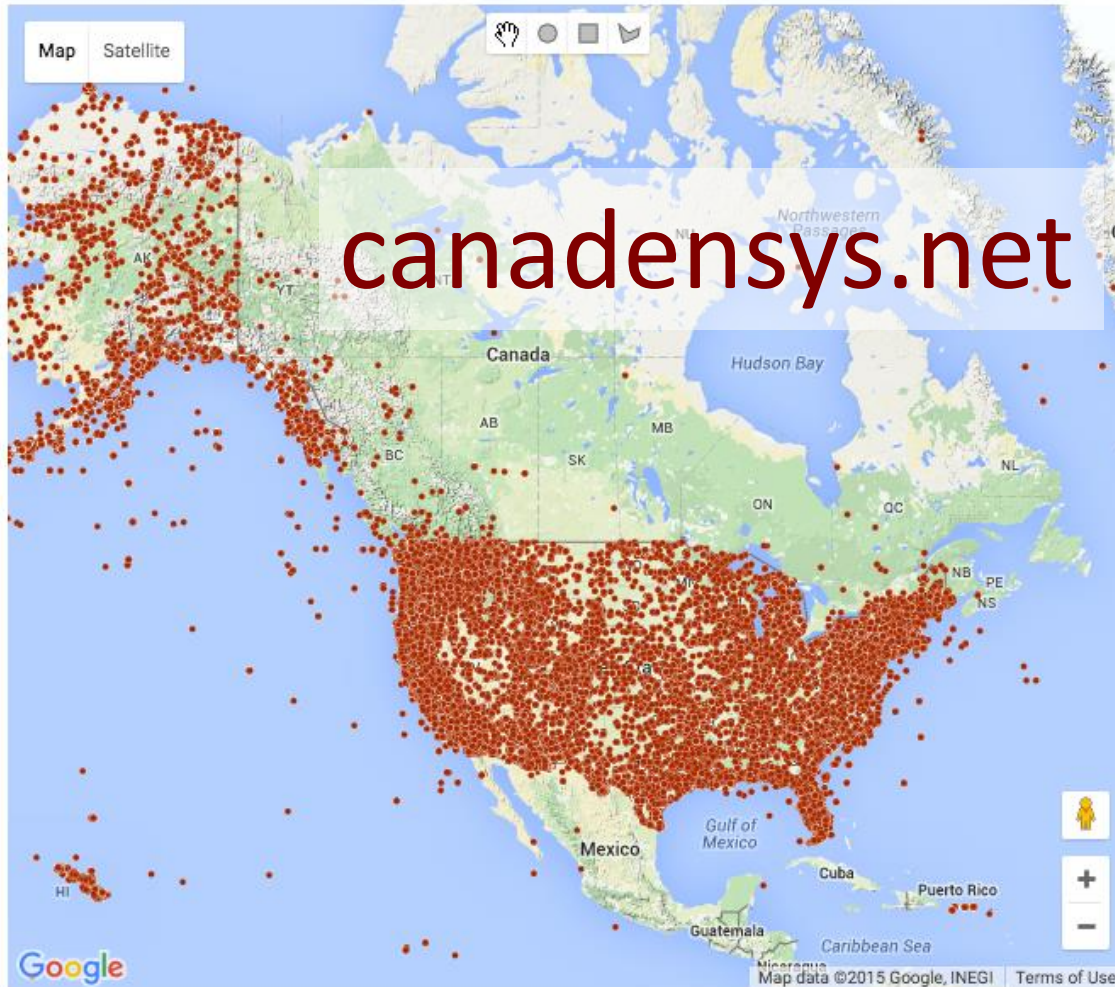 Map Satellite
Northwestern
Passages
NU
canadensys.net
AK
YT
NT
Canada
Hudson Bay
AB
MB
BC
SK
NL
ON
QC
NB
PE
NS
Gulf of
Mexico
Mexico
Cuba
HI
Puerto Rico
+
Guatemala
−
Caribbean Sea
Nicaragua
Google
Map data ©2015 Google, INEGI Terms of Use